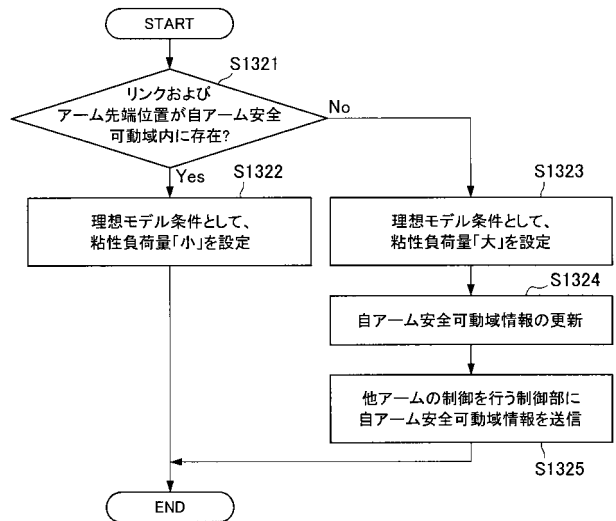 START
S1321
リンクおよび
アーム先端位置が自アーム安全
可動域内に存在?
No
Yes
S1322
理想モデル条件として、
粘性負荷量「小」を設定
S1323
理想モデル条件として、
粘性負荷量「大」を設定
S1324
自アーム安全可動域情報の更新
他アームの制御を行う制御部に
自アーム安全可動域情報を送信
S1325
END